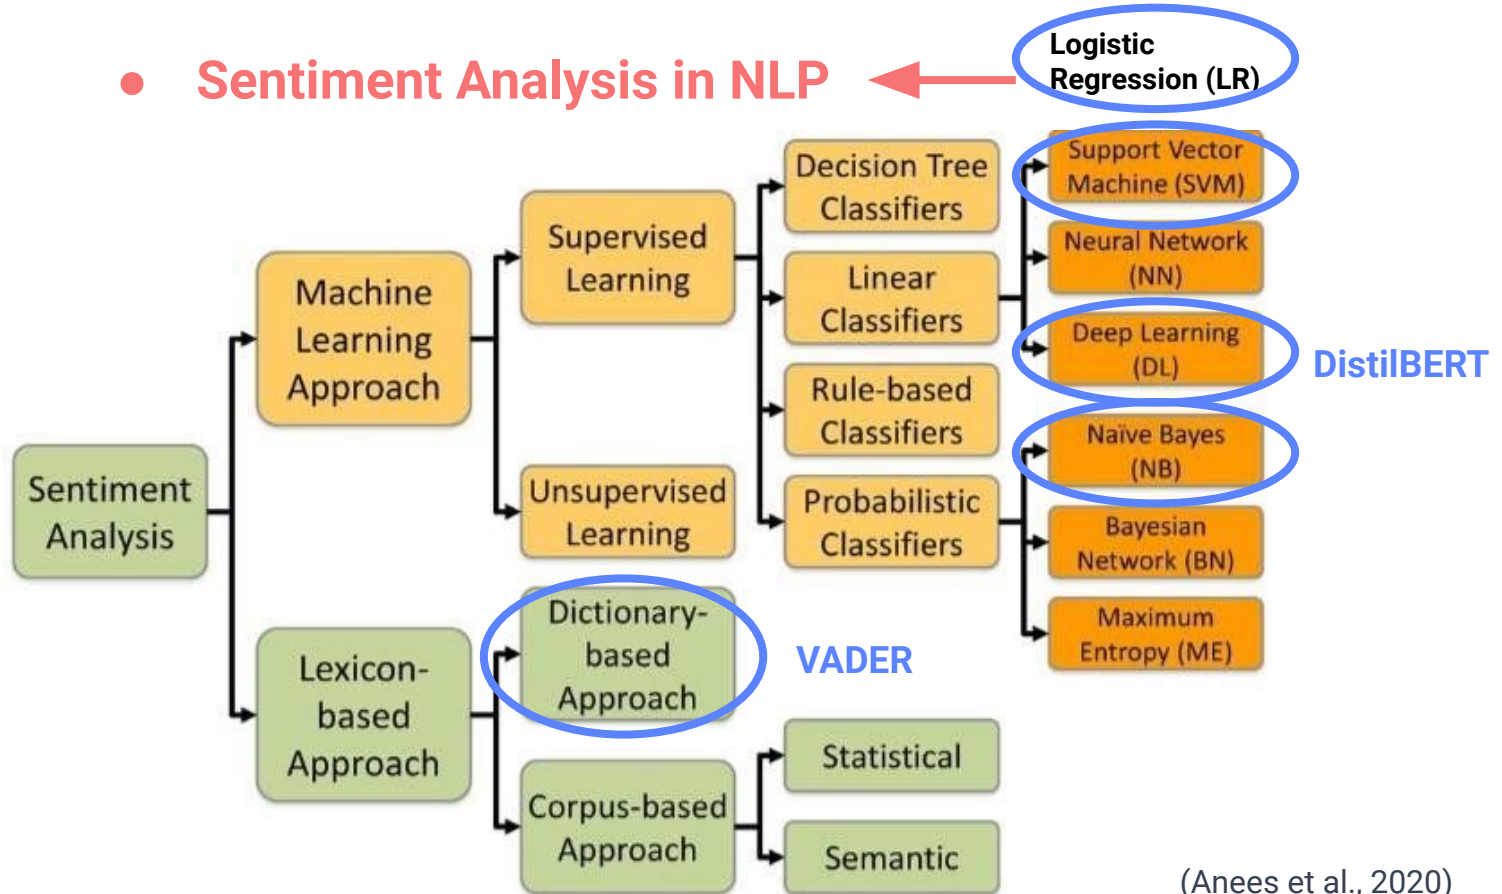 ● Sentiment Analysis in NLP
Logistic
Regression (LR)
Sentiment
Analysis
Machine
Learning
Approach
Supervised
Learning
Decision Tree
Classifiers
Linear
Classifiers
Support Vector
Machine (SVM)
Neural Network
(NN)
Deep Learning
(DL)
DistilBERT
Rule-based
Classifiers
Probabilistic
Classifiers
Naïve Bayes
(NB)
Bayesian
Network (BN)
Maximum
Entropy (ME)
Unsupervised
Learning
Lexicon-
based
Approach
Dictionary-
based
Approach
VADER
Corpus-based
Approach
Statistical
Semantic
(Anees et al., 2020)